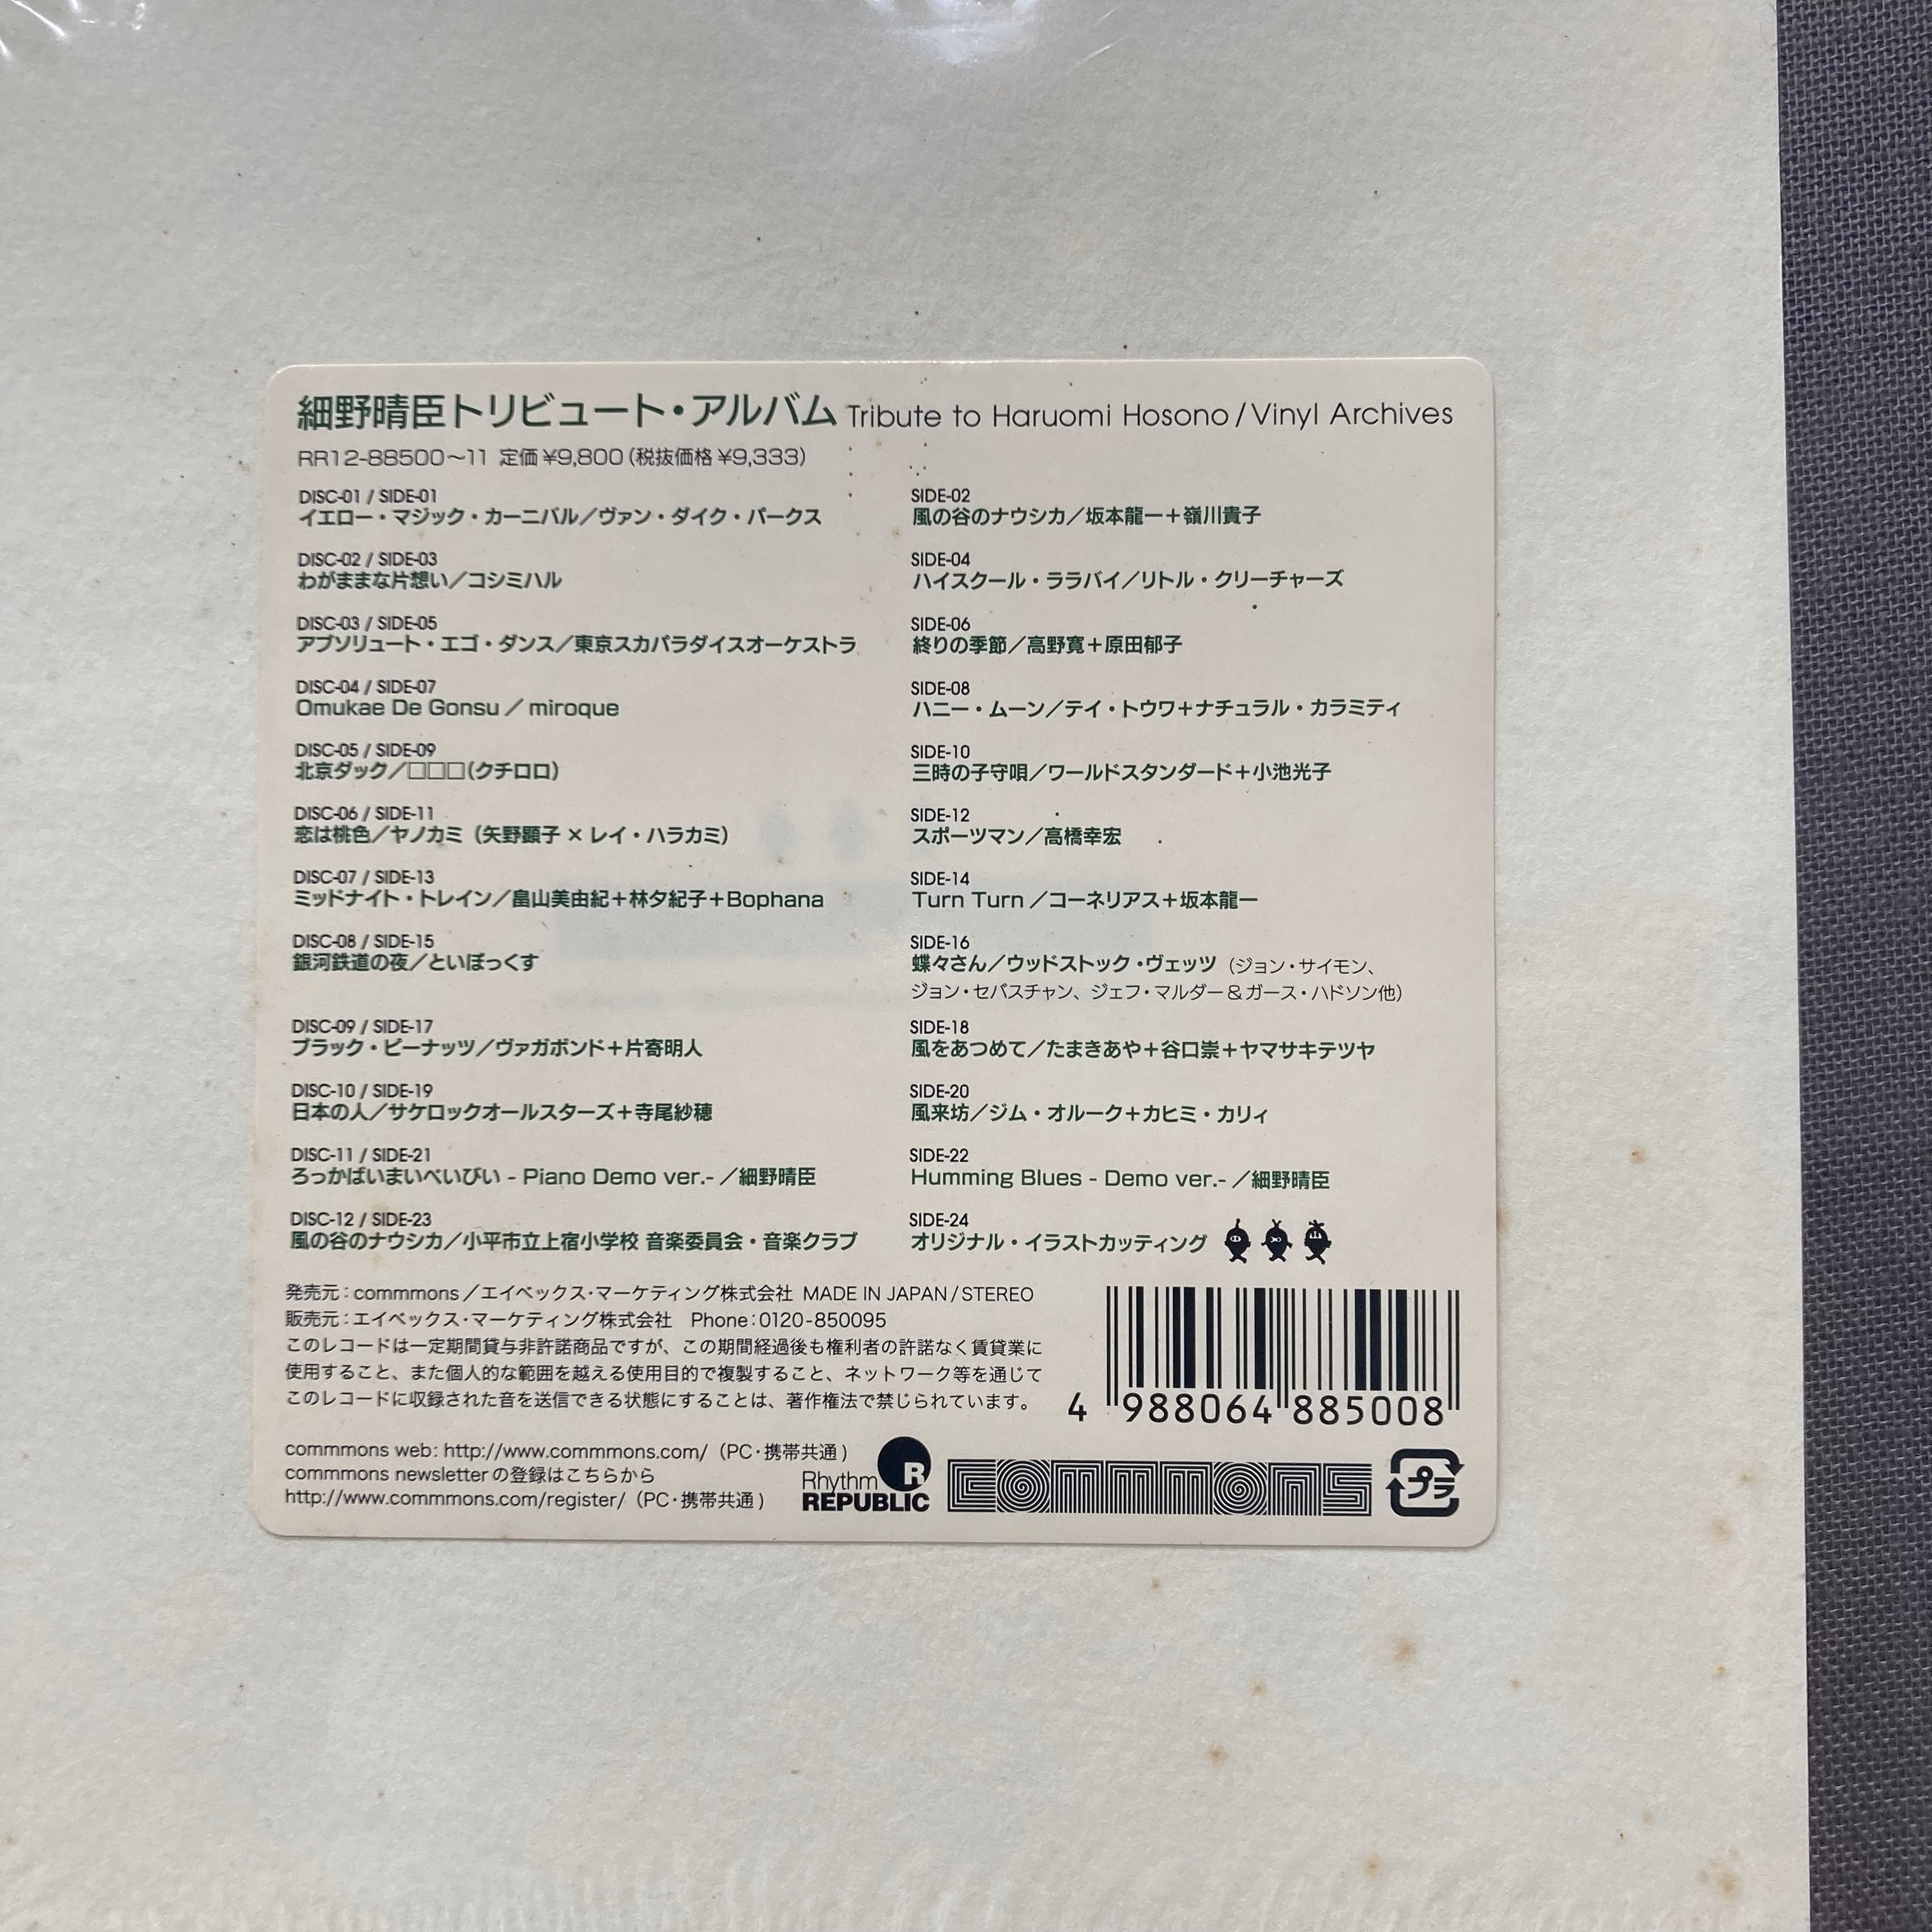 細野晴臣トリビュート・アルバム Tribute to Haruomi Hosono/Vinyl Archives
RR12-88500〜11 定価¥9,800(税抜価格¥9,333)
DISC-01 / SIDE-01
イエロー・マジック・カーニバル／ヴァン・ダイク・パークス
SIDE-02
風の谷のナウシカ／坂本龍一＋嶺川貴子
DISC-02 / SIDE-03
わがままな片想い／コシミハル
SIDE-04
ハイスクール・ララバイ／リトル・クリーチャーズ
DISC-03 / SIDE-05
アブソリュート・エゴ・ダンス／東京スカパラダイスオーケストラ
SIDE-06
終りの季節／高野寛＋原田郁子
DISC-04 / SIDE-07
Omukae De Gonsu ／ miroque
SIDE-08
ハニー・ムーン／テイ・トウワ＋ナチュラル・カラミティ
DISC-05 / SIDE-09
北京ダック／□□□(クチロロ)
SIDE-10
三時の子守唄／ワールドスタンダード＋小池光子
DISC-06 / SIDE-11
恋は桃色／ヤノカミ（矢野顕子 × レイ・ハラカミ）
SIDE-12
スポーツマン／高橋幸宏
DISC-07 / SIDE-13
ミッドナイト・トレイン／畠山美由紀＋林夕紀子＋Bophana
SIDE-14
Turn Turn ／コーネリアス＋坂本龍一
DISC-08 / SIDE-15
銀河鉄道の夜／といぼっくす
SIDE-16
蝶々さん／ウッドストック・ヴェッツ（ジョン・サイモン、
ジョン・セバスチャン、ジェフ・マルダー＆ガース・ハドソン他）
DISC-09 / SIDE-17
ブラック・ピーナッツ／ヴァガボンド＋片寄明人
SIDE-18
風をあつめて／たまきあや＋谷口崇＋ヤマサキテツヤ
DISC-10 / SIDE-19
日本の人／サケロックオールスターズ＋寺尾紗穂
SIDE-20
風来坊／ジム・オルーク＋カヒミ・カリィ
DISC-11 / SIDE-21
ろっかばいまいべいびい - Piano Demo ver.- ／細野晴臣
SIDE-22
Humming Blues - Demo ver.- ／細野晴臣
DISC-12 / SIDE-23
風の谷のナウシカ／小平市立上宿小学校 音楽委員会・音楽クラブ
SIDE-24
オリジナル・イラストカッティング
発売元：commmons／エイベックス・マーケティング株式会社 MADE IN JAPAN/STEREO
販売元：エイベックス・マーケティング株式会社 Phone：0120-850095
このレコードは一定期間貸与非許諾商品ですが、この期間経過後も権利者の許諾なく賃貸業に
使用すること、また個人的な範囲を越える使用目的で複製すること、ネットワーク等を通じて
このレコードに収録された音を送信できる状態にすることは、著作権法で禁じられています。
4 988064 885008
commmons web: http://www.commmons.com/（PC・携帯共通）
commmons newsletterの登録はこちらから
http://www.commmons.com/register/（PC・携帯共通）
R
Rhythm
REPUBLIC
commmons
プラ